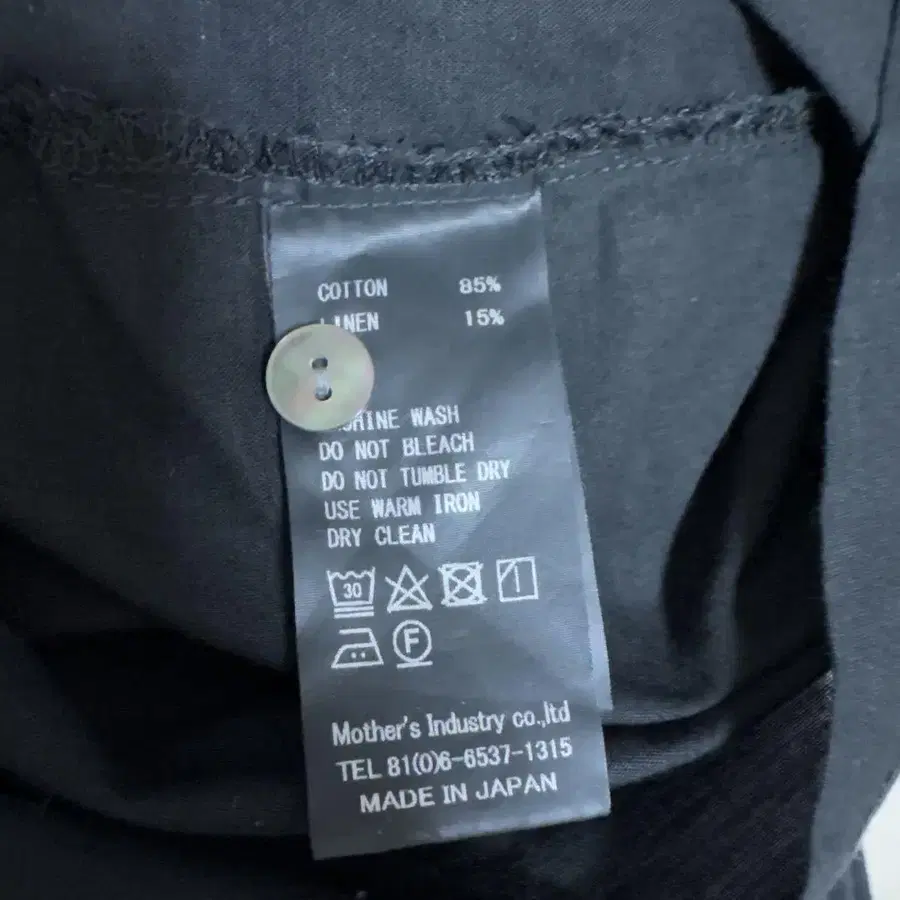 COTTON 85%
15%
WASH
DO NOT BLEACH
DO NOT TUMBLE DRY
USE WARM IRON
DRY CLEAN
30
F
Mother's Industry co.,ltd
TEL 81(0)6-6537-1315
MADE IN JAPAN